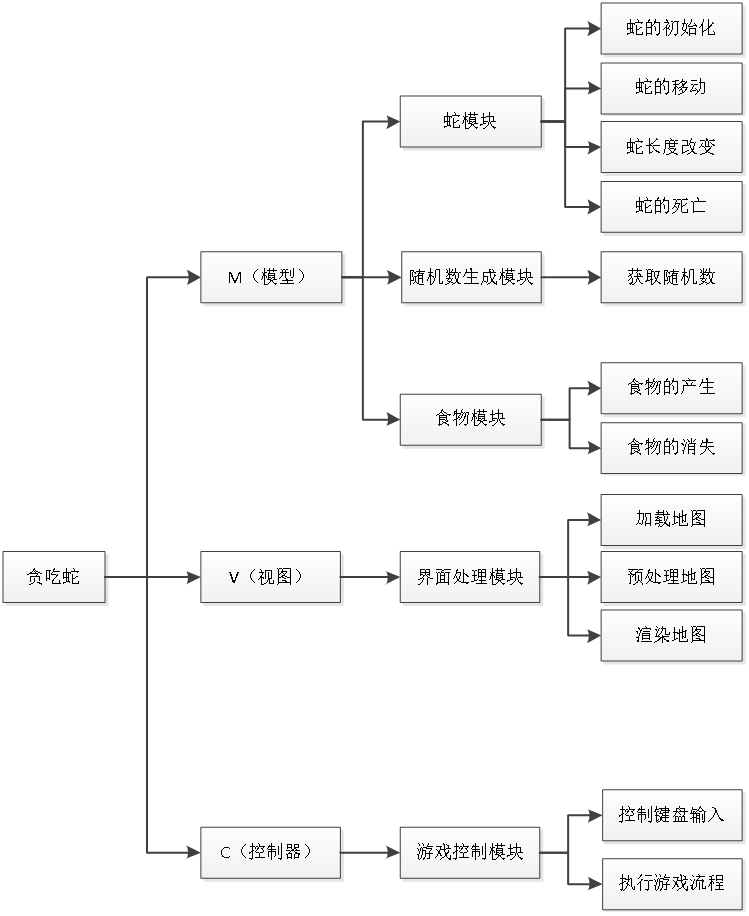 贪吃蛇
M（模型）
蛇模块
蛇的初始化
蛇的移动
蛇长度改变
蛇的死亡
随机数生成模块
获取随机数
食物模块
食物的产生
食物的消失
V（视图）
界面处理模块
加载地图
预处理地图
渲染地图
C（控制器）
游戏控制模块
控制键盘输入
执行游戏流程